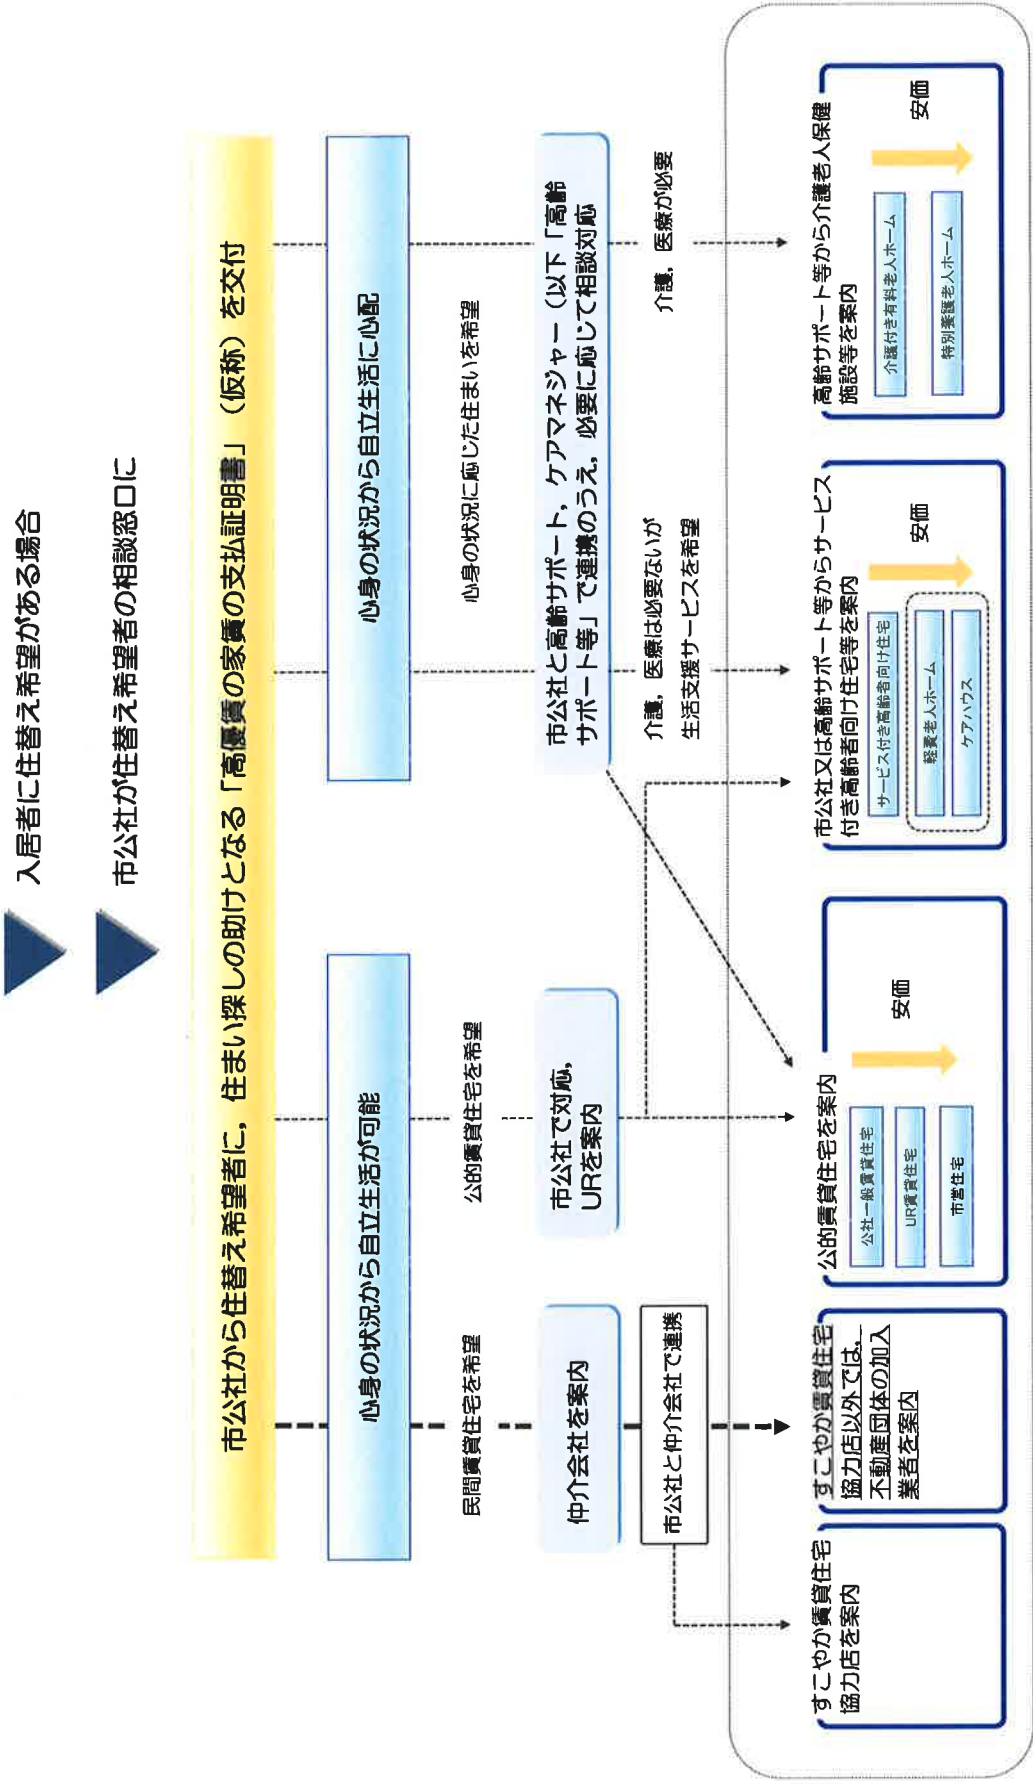 入居者に住替え希望がある場合
市公社が住替え希望者の相談窓口に
市公社から住替え希望者に，住まい探しの助けとなる「高優賃の家賃の支払証明書」（仮称）を交付
心身の状況から自立生活が可能
心身の状況から自立生活に心配
民間賃貸住宅を希望
公的賃貸住宅を希望
心身の状況に応じた住まいを希望
仲介会社を案内
市公社で対応，
URを案内
市公社と高齢サポート，ケアマネジャー（以下「高齢
サポート等」で連携のうえ，必要に応じて相談対応
市公社と仲介会社で連携
介護，医療は必要ないが
生活支援サービスを希望
介護，医療が必要
すこやか賃貸住宅
協力店を案内
すこやか賃貸住宅
協力店以外では，
不動産団体の加入
業者を案内
公的賃貸住宅を案内
公社一般賃貸住宅
UR賃貸住宅
市営住宅
安価
市公社又は高齢サポート等からサービス
付き高齢者向け住宅等を案内
サービス付き高齢者向け住宅
軽費老人ホーム
ケアハウス
安価
高齢サポート等から介護老人保健
施設等を案内
介護付き有料老人ホーム
特別養護老人ホーム
安価